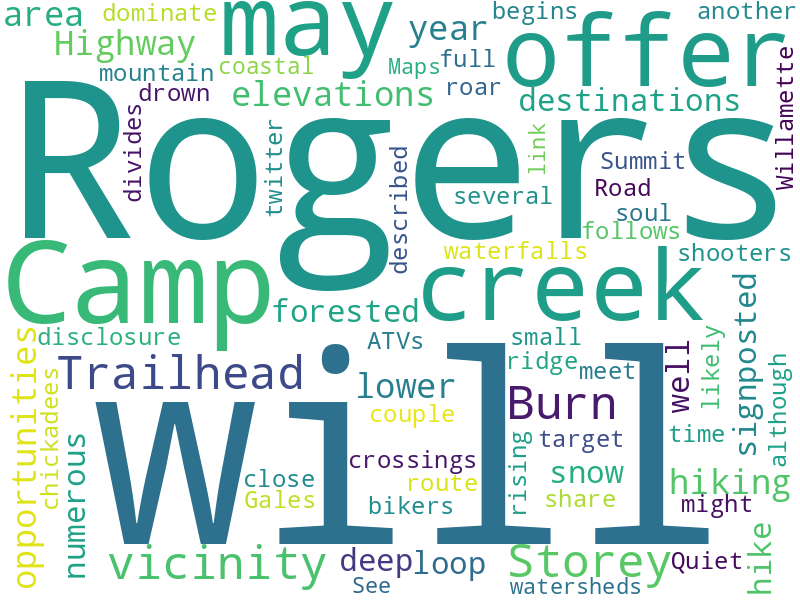 area
dominate
may
begins
another
Highway
year
offer
mountain
coastal
Maps
full
drown
elevations
roar
destinations
Willamette
Rogers
divides
twitter
described
link
Summit
several
Road
soul
follows
Camp
creek
waterfalls
shooters
forested
signposted
disclosure
opportunities
chickadees
ATVs
small
ridge
meet
well
likely
although
Trailhead
will
lower
Burn
couple
target
time
numerous
crossings
rising
close
Gales
route
bikers
snow
share
hiking
might
vicinity
deep
loop
Storey
Quiet
hike
See
watersheds